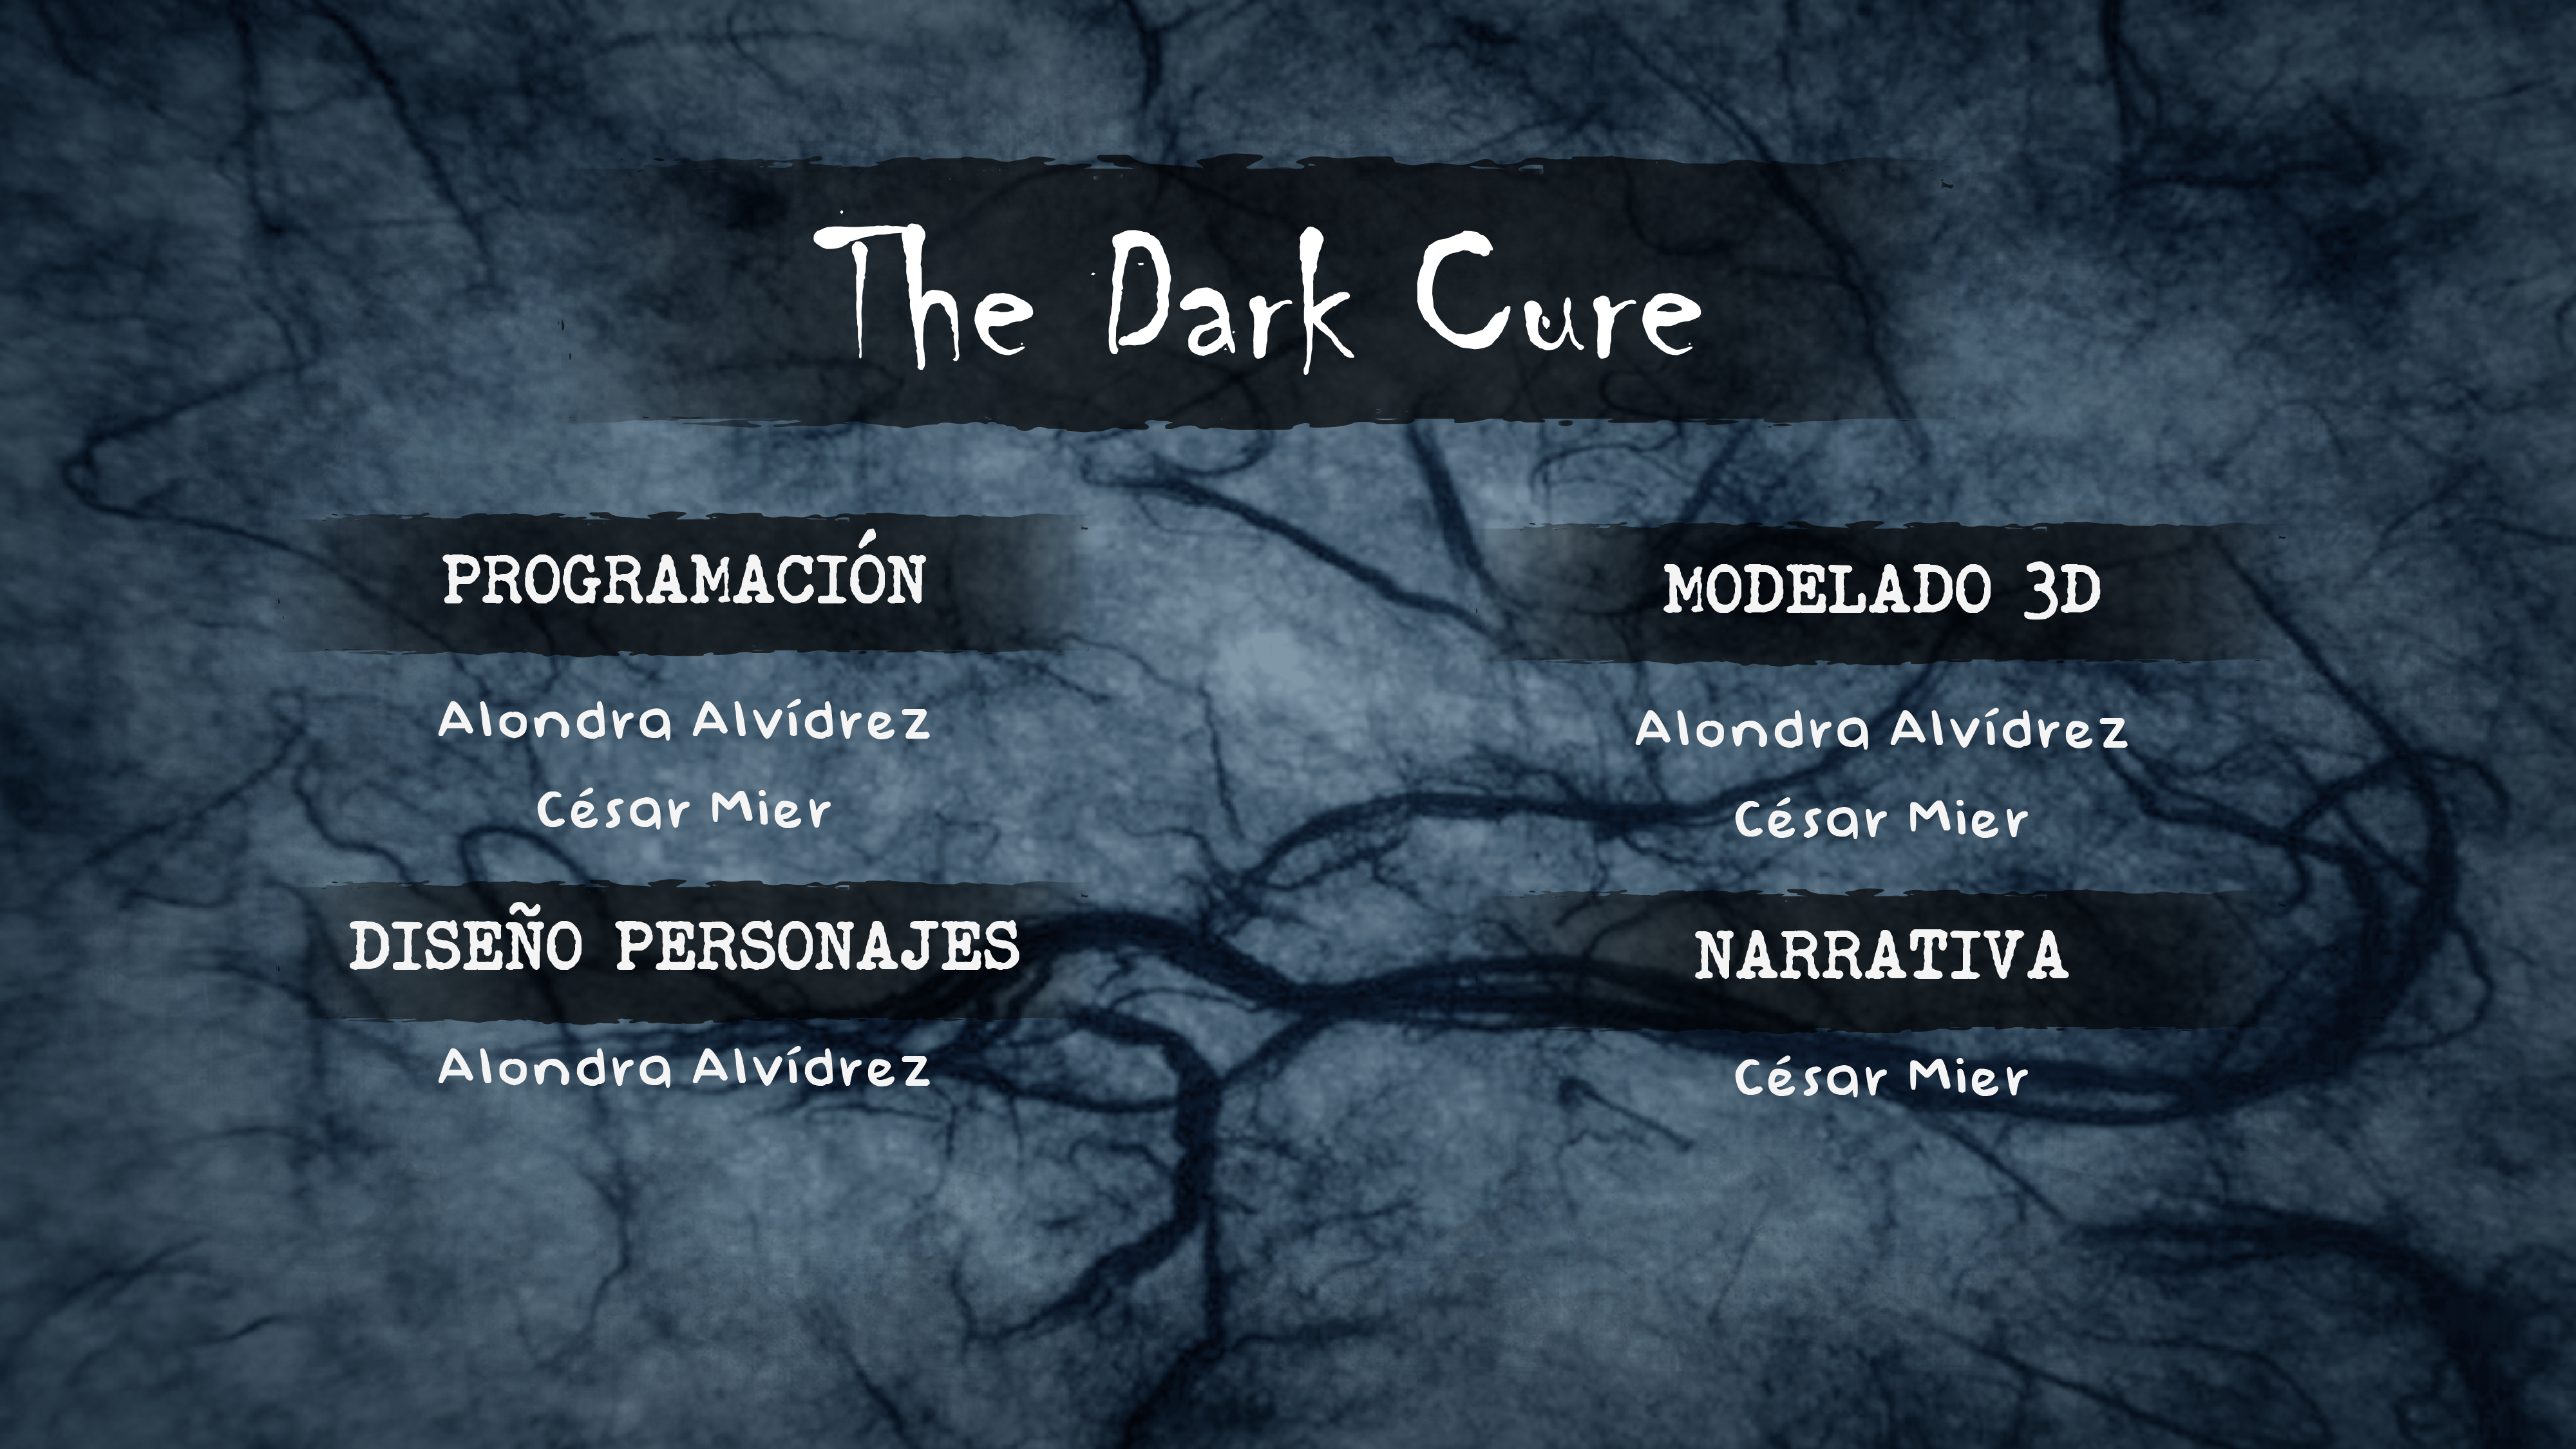 The Dark Cure
PROGRAMACIÓN
Alondra Alvídrez
César Mier
DISEÑO PERSONAJES
Alondra Alvídrez
MODELADO 3D
Alondra Alvídrez
César Mier
NARRATIVA
César Mier